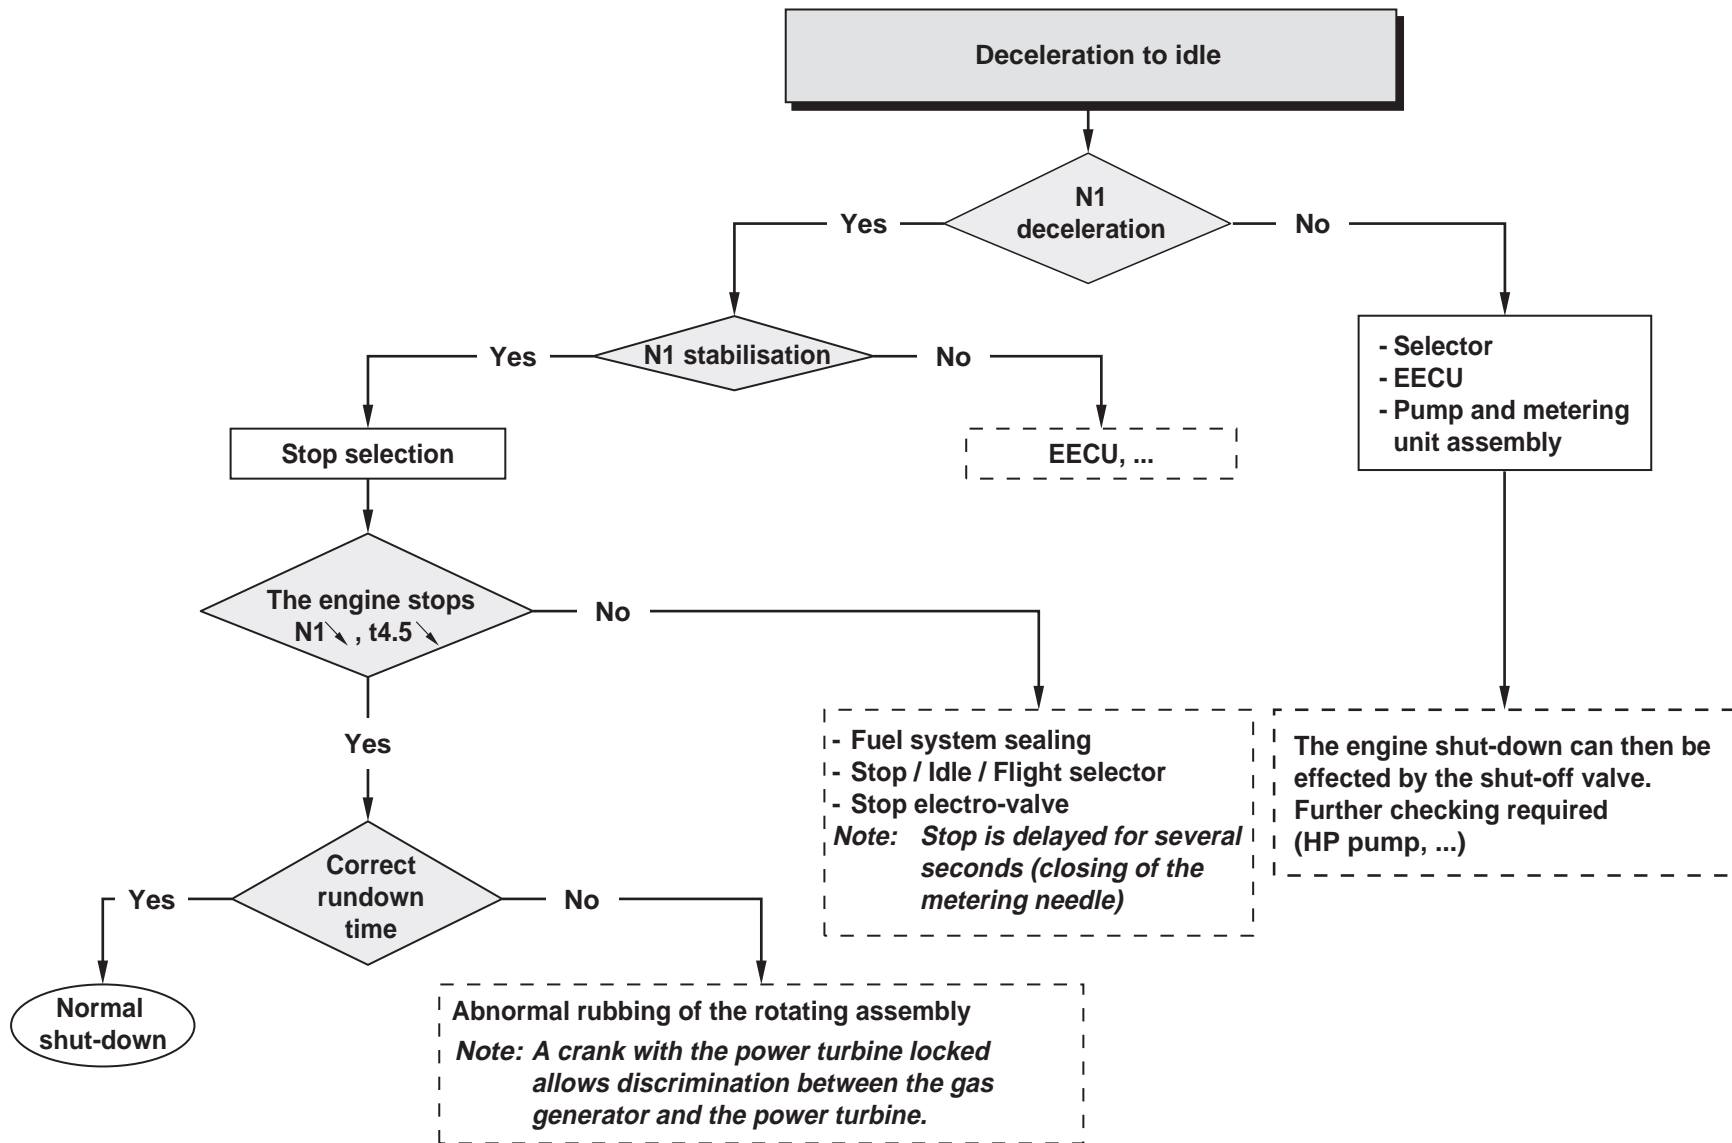 Deceleration to idle
N1
deceleration
Yes
No
N1 stabilisation
Yes
No
- Selector
- EECU
- Pump and metering
unit assembly
Stop selection
EECU, ...
The engine stops
N1↘ , t4.5↘
No
Yes
- Fuel system sealing
- Stop / Idle / Flight selector
- Stop electro-valve
Note: Stop is delayed for several
seconds (closing of the
metering needle)
The engine shut-down can then be
effected by the shut-off valve.
Further checking required
(HP pump, ...)
Correct
rundown
time
Yes
No
Normal
shut-down
Abnormal rubbing of the rotating assembly
Note: A crank with the power turbine locked
allows discrimination between the gas
generator and the power turbine.